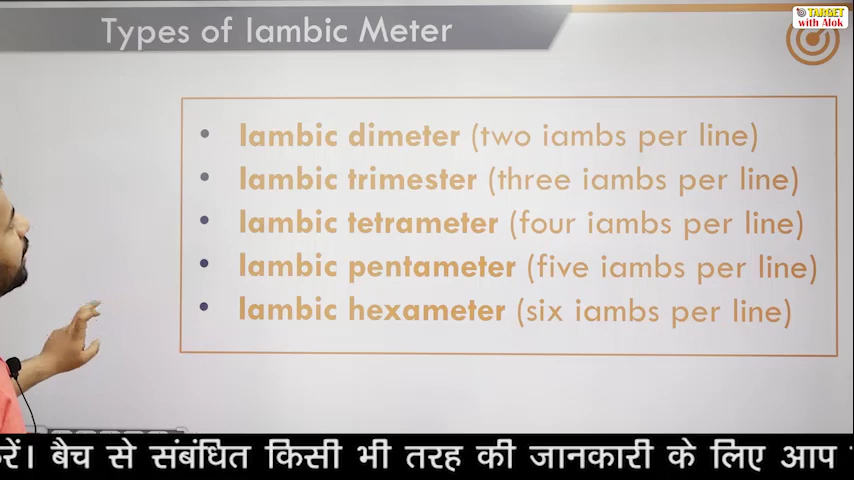 Types of Iambic Meter
TARGET
with Alok
• Iambic dimeter (two iambs per line)
• Iambic trimester (three iambs per line)
• Iambic tetrameter (four iambs per line)
• Iambic pentameter (five iambs per line)
• Iambic hexameter (six iambs per line)
करें। बैच से संबंधित किसी भी तरह की जानकारी के लिए आप